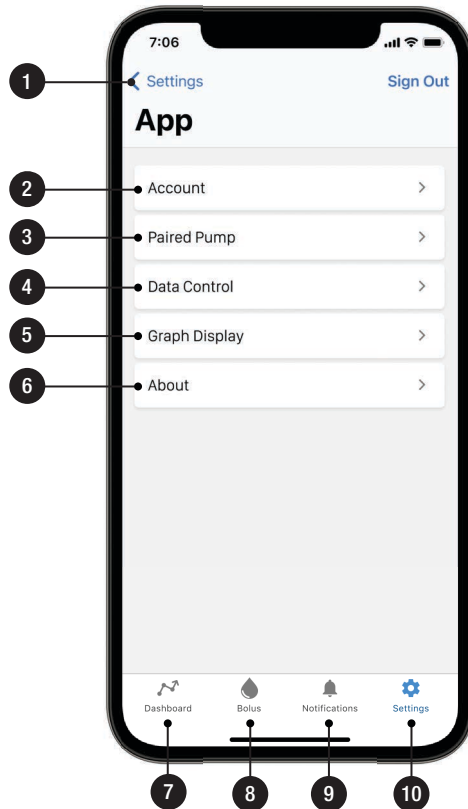 7:06
1
Settings
Sign Out
App
2
Account
3
Paired Pump
4
Data Control
5
Graph Display
6
About
Dashboard
Bolus
Notifications
Settings
7
8
9
10